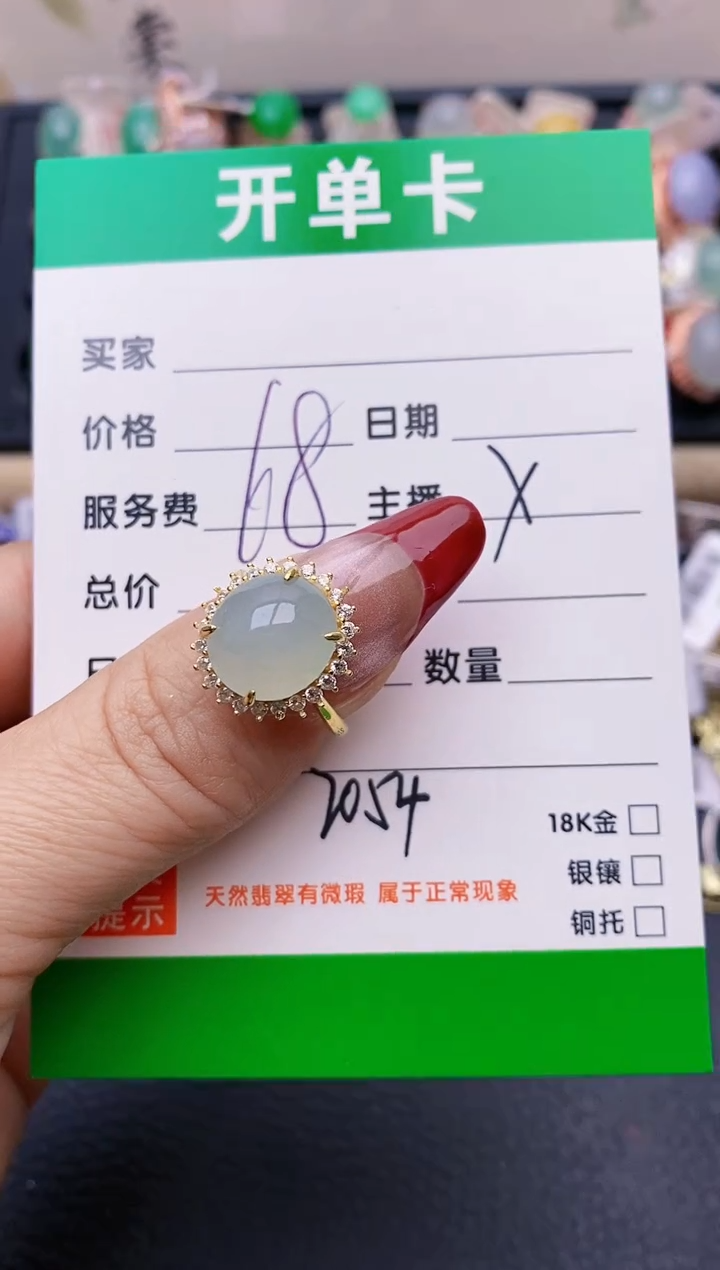 开单卡
买家
价格 68 日期
服务费 主播 X
总价
数量
2054
18K金
银镶
铜托
提示 天然翡翠有微瑕 属于正常现象